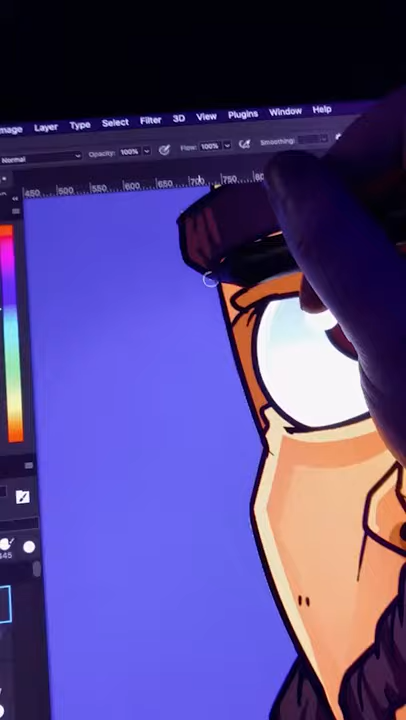 Layer Type Select Filter 3D View Plugins Window Help
Normal Opacity: 100% Flow: 100% Smoothing:
450 500 550 600 650 700 750